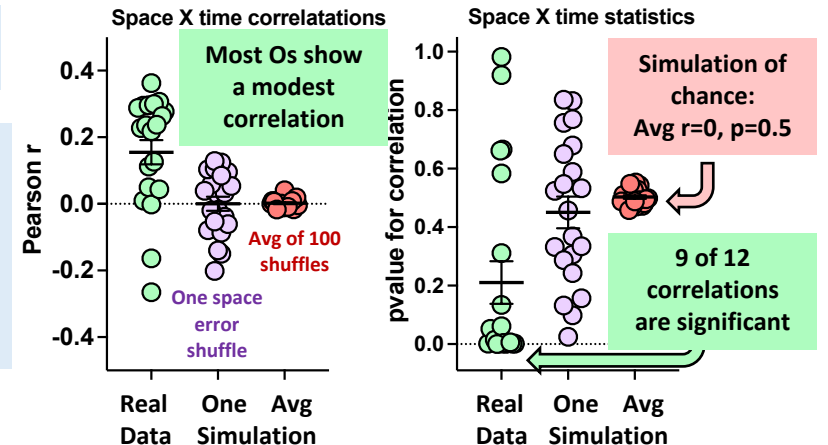 Space X time correlatations
Most Os show
a modest
correlation
Pearson r
0.4
0.2
0.0
-0.2
-0.4
Avg of 100
shuffles
One space
error
shuffle
Real
Data
One
Simulation
Avg
Space X time statistics
Simulation of
chance:
Avg r=0, p=0.5
pvalue for correlation
1.0
0.8
0.6
0.4
0.2
0.0
9 of 12
correlations
are significant
Real
Data
One
Simulation
Avg